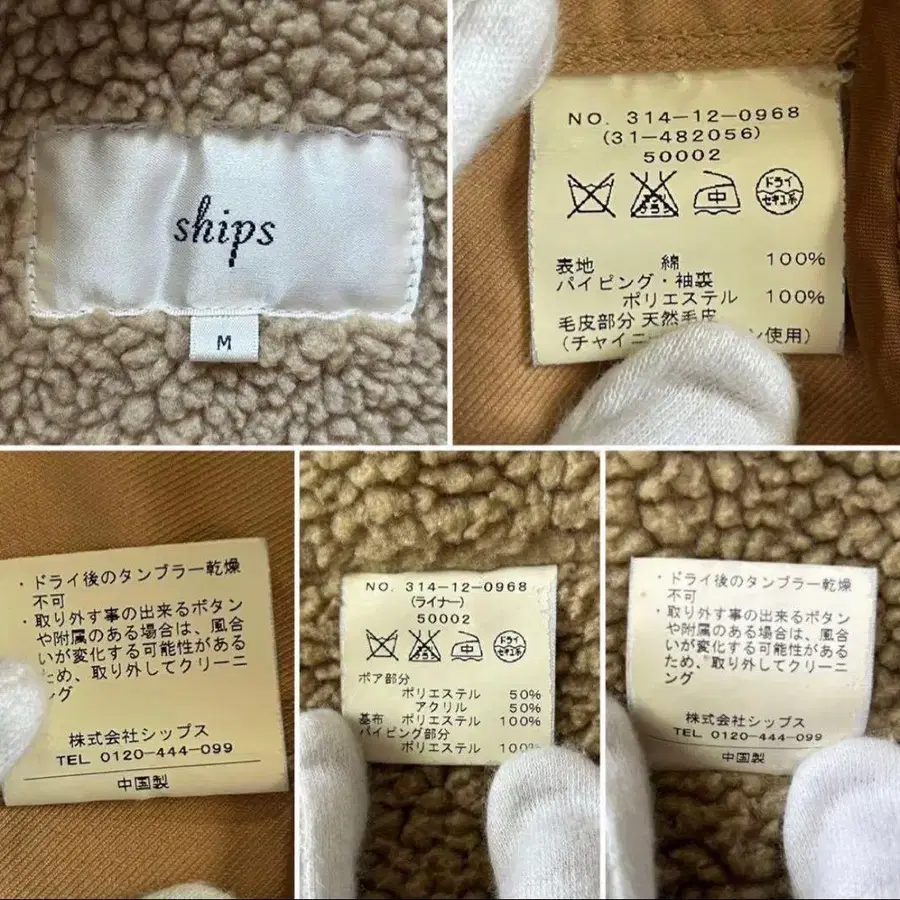 ships
M
NO. 314-12-0968
(31-482056)
50002
中
ドライ
セキユ系
表地 綿 100%
パイピング・袖裏
ポリエステル 100%
毛皮部分 天然毛皮
(チャイニ ン使用)
・ドライ後のタンブラー乾燥
不可
・取り外す事の出来るボタン
や附属のある場合は、風合
いが変化する可能性がある
ため、取り外してクリーニ
ング
株式会社シップス
TEL 0120-444-099
中国製
NO. 314-12-0968
(ライナー)
50002
中
ドライ
セキユ系
ボア部分
ポリエステル 50%
アクリル 50%
基布 ポリエステル 100%
パイピング部分
ポリエステル 100%
・ドライ後のタンブラー乾燥
不可
・取り外す事の出来るボタン
や附属のある場合は、風合
いが変化する可能性がある
ため、取り外してクリーニ
ング
株式会社シップス
TEL 0120-444-099
中国製